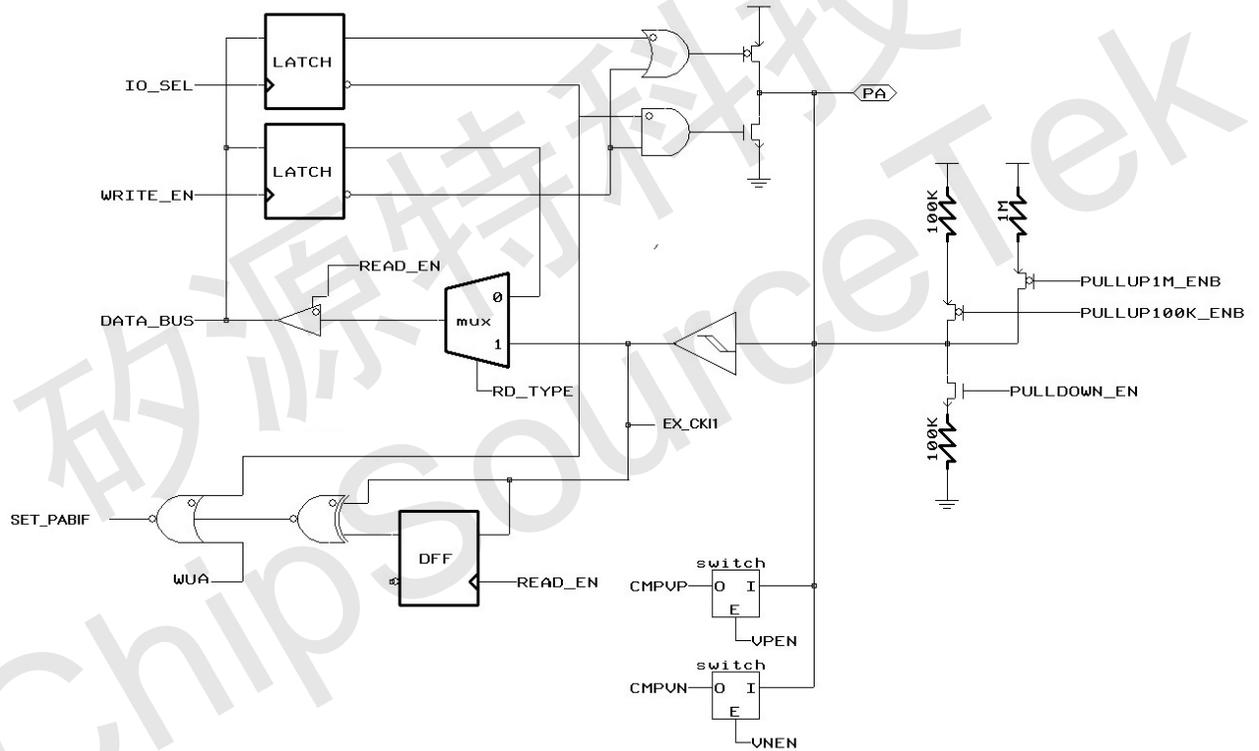 LATCH
IO_SEL
PA
LATCH
WRITE_EN
100K
1M
READ_EN
PULLUP1M_ENB
0
DATA_BUS
mux
PULLUP100K_ENB
1
RD_TYPE
PULLDOWN_EN
EX_CKI1
100K
SET_PABIF
DFF
WUA
READ_EN
switch
CMPVP
O I
E
VPEN
switch
CMPVN
O I
E
VNEN
矽源特科技
ChipSourceTek